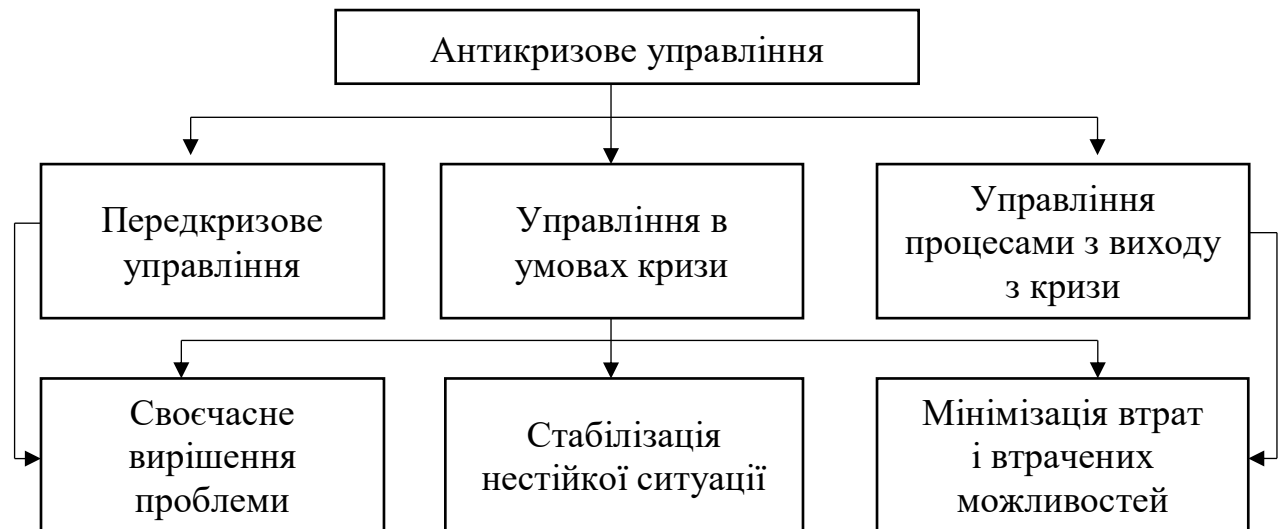 Антикризове управління
Передкризове
управління
Управління в
умовах кризи
Управління
процесами з виходу
з кризи
Своєчасне
вирішення
проблеми
Стабілізація
нестійкої ситуації
Мінімізація втрат
і втрачених
можливостей